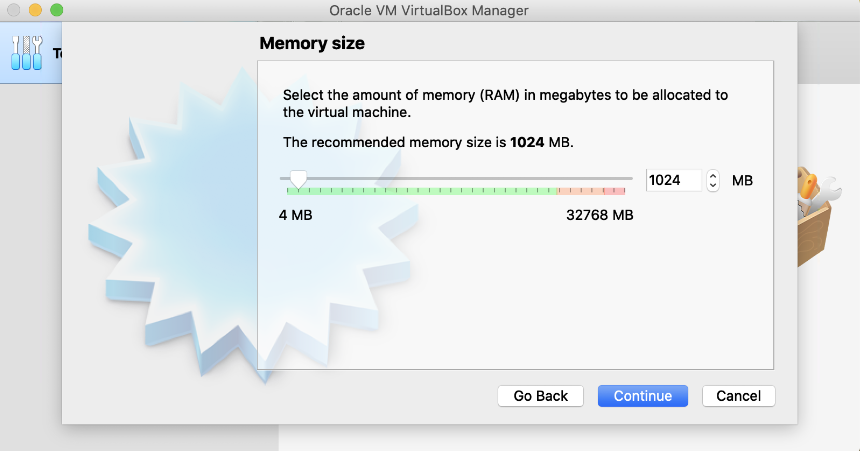 Oracle VM VirtualBox Manager
Memory size
Select the amount of memory (RAM) in megabytes to be allocated to
the virtual machine.
The recommended memory size is 1024 MB.
1024 MB
4 MB 32768 MB
Go Back Continue Cancel